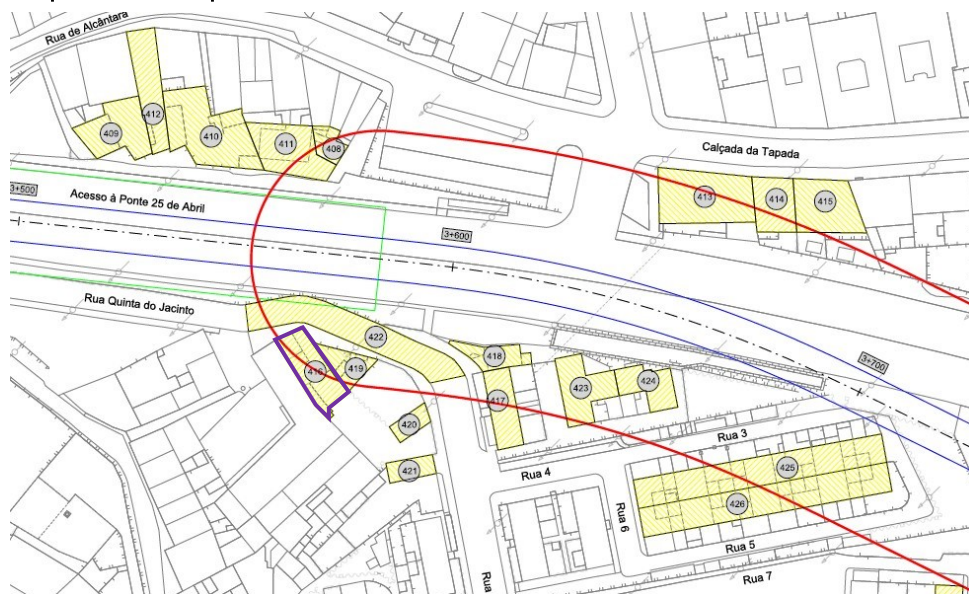 Rua de Alcântara
412
409
410
411
408
Calçada da Tapada
413
414
415
3+500
Acesso à Ponte 25 de Abril
3+600
Rua Quinta do Jacinto
422
418
416
419
3+700
423
424
417
420
Rua 3
421
Rua 4
425
426
Rua 6
Rua 5
Rua
Rua 7